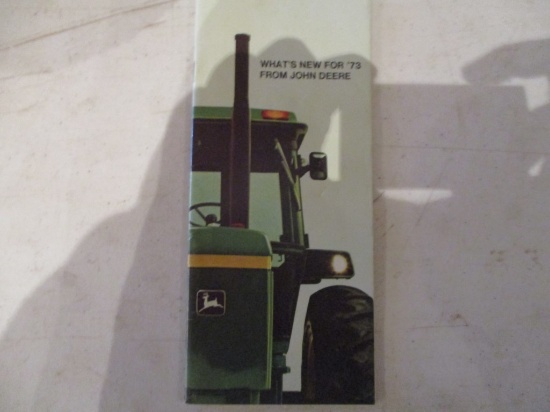 WHAT'S NEW FOR '73
FROM JOHN DEERE